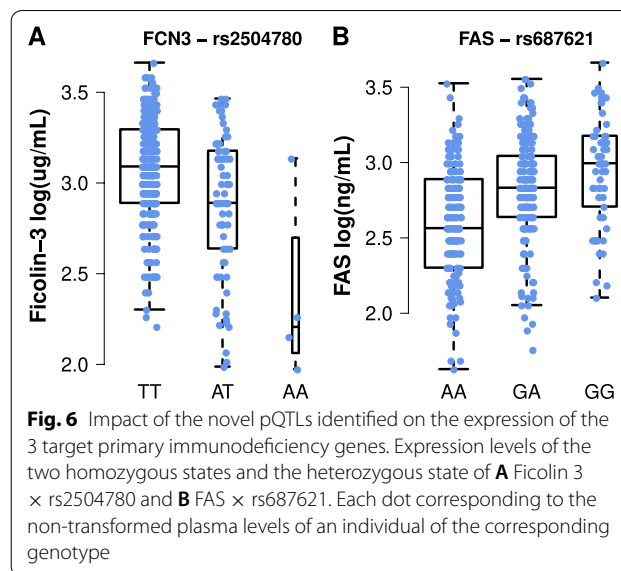 A
FCN3 – rs2504780
Ficolin−3 log(ug/mL)
3.5
3.0
2.5
2.0
TT
AT
AA
B
FAS – rs687621
FAS log(ng/mL)
3.5
3.0
2.5
2.0
AA
GA
GG
Fig. 6 Impact of the novel pQTLs identified on the expression of the
3 target primary immunodeficiency genes. Expression levels of the
two homozygous states and the heterozygous state of A Ficolin 3
× rs2504780 and B FAS × rs687621. Each dot corresponding to the
non-transformed plasma levels of an individual of the corresponding
genotype